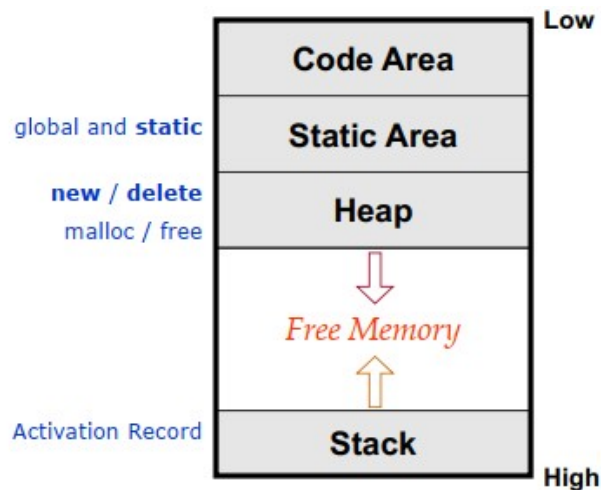 Low
Code Area
global and static
Static Area
new / delete
malloc / free
Heap
Free Memory
Activation Record
Stack
High